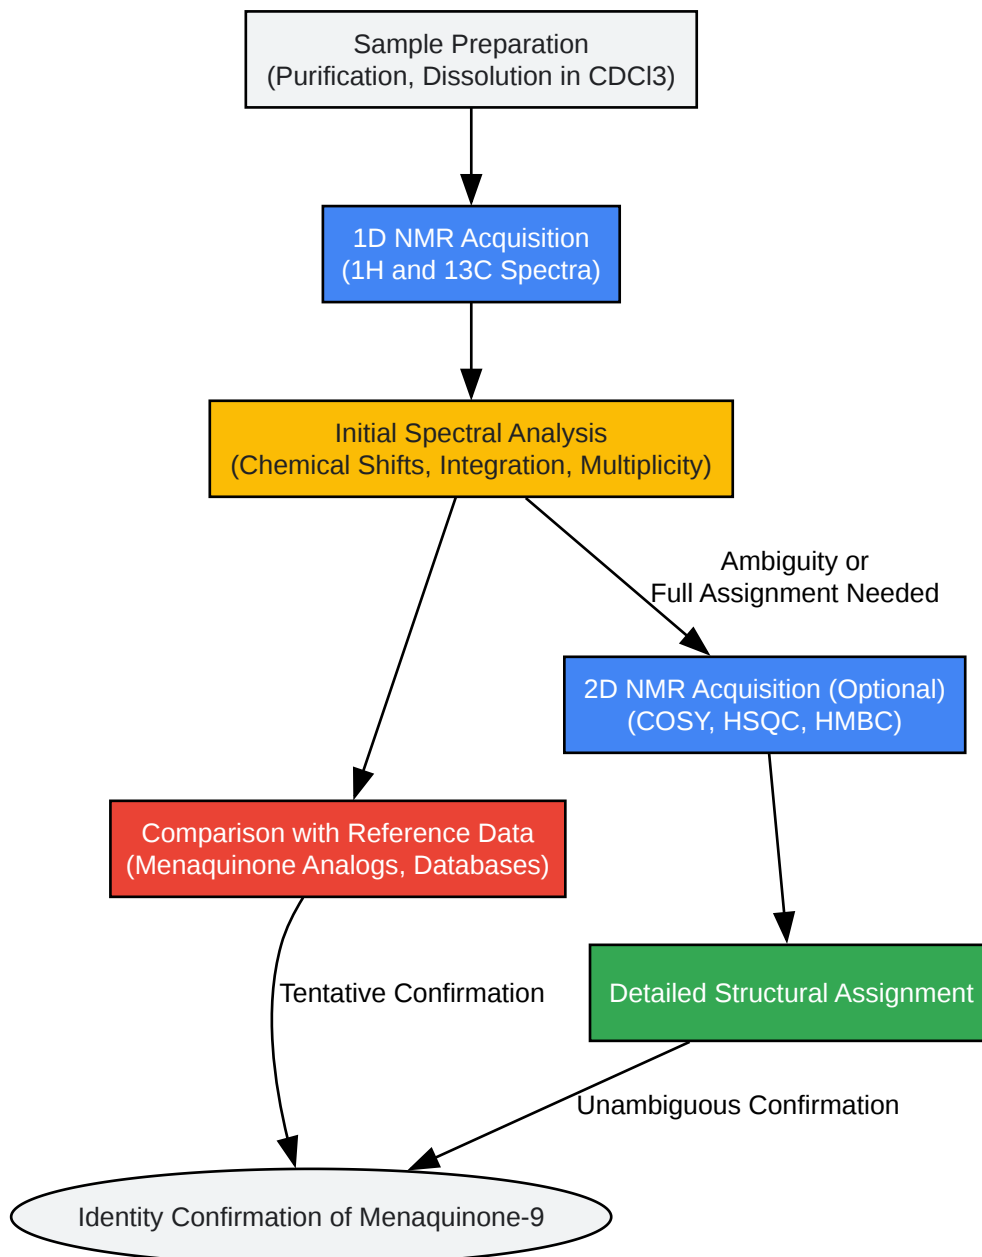 Sample Preparation
(Purification, Dissolution in CDCl3)
1D NMR Acquisition
(1H and 13C Spectra)
Initial Spectral Analysis
(Chemical Shifts, Integration, Multiplicity)
Ambiguity or
Full Assignment Needed
2D NMR Acquisition (Optional)
(COSY, HSQC, HMBC)
Comparison with Reference Data
(Menaquinone Analogs, Databases)
Tentative Confirmation
Detailed Structural Assignment
Unambiguous Confirmation
Identity Confirmation of Menaquinone-9